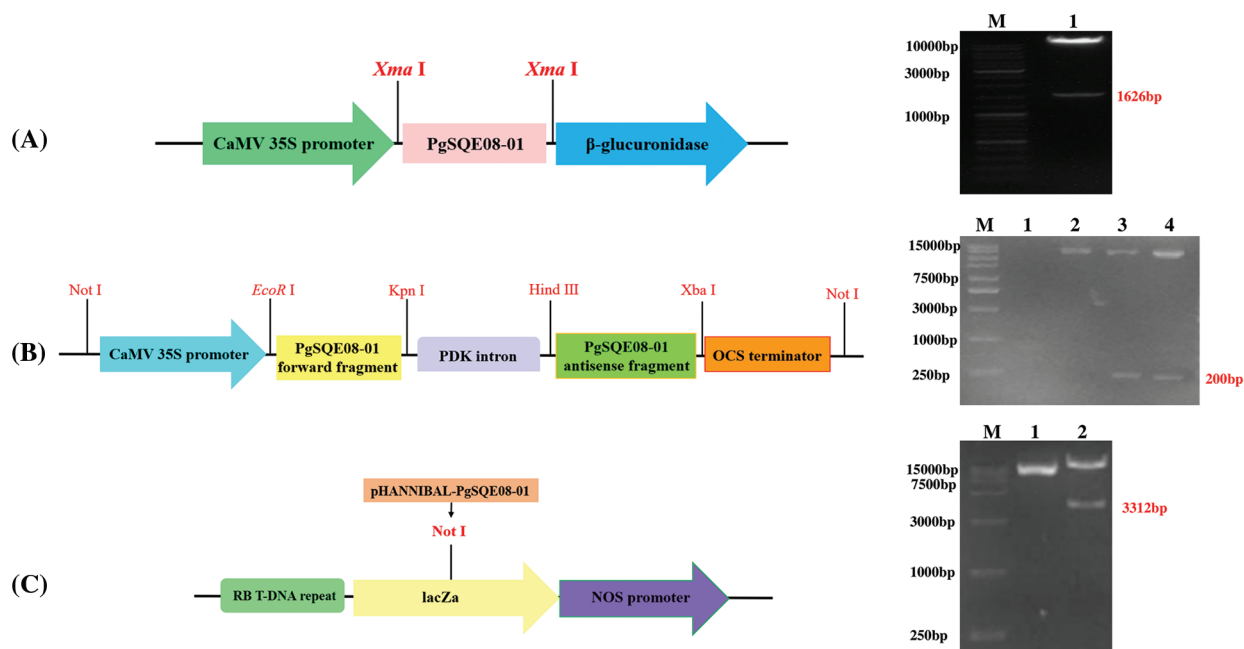 (A)
Xma I
Xma I
CaMV 35S promoter
PgSQE08-01
β-glucuronidase
M 1
10000bp
3000bp
1000bp
1626bp
(B)
Not I
EcoR I
Kpn I
Hind III
Xba I
Not I
CaMV 35S promoter
PgSQE08-01
forward fragment
PDK intron
PgSQE08-01
antisense fragment
OCS terminator
M 1 2 3 4
15000bp
7500bp
3000bp
1000bp
250bp
200bp
(C)
pHANNIBAL-PgSQE08-01
Not I
RB T-DNA repeat
lacZa
NOS promoter
M 1 2
15000bp
7500bp
3000bp
1000bp
250bp
3312bp